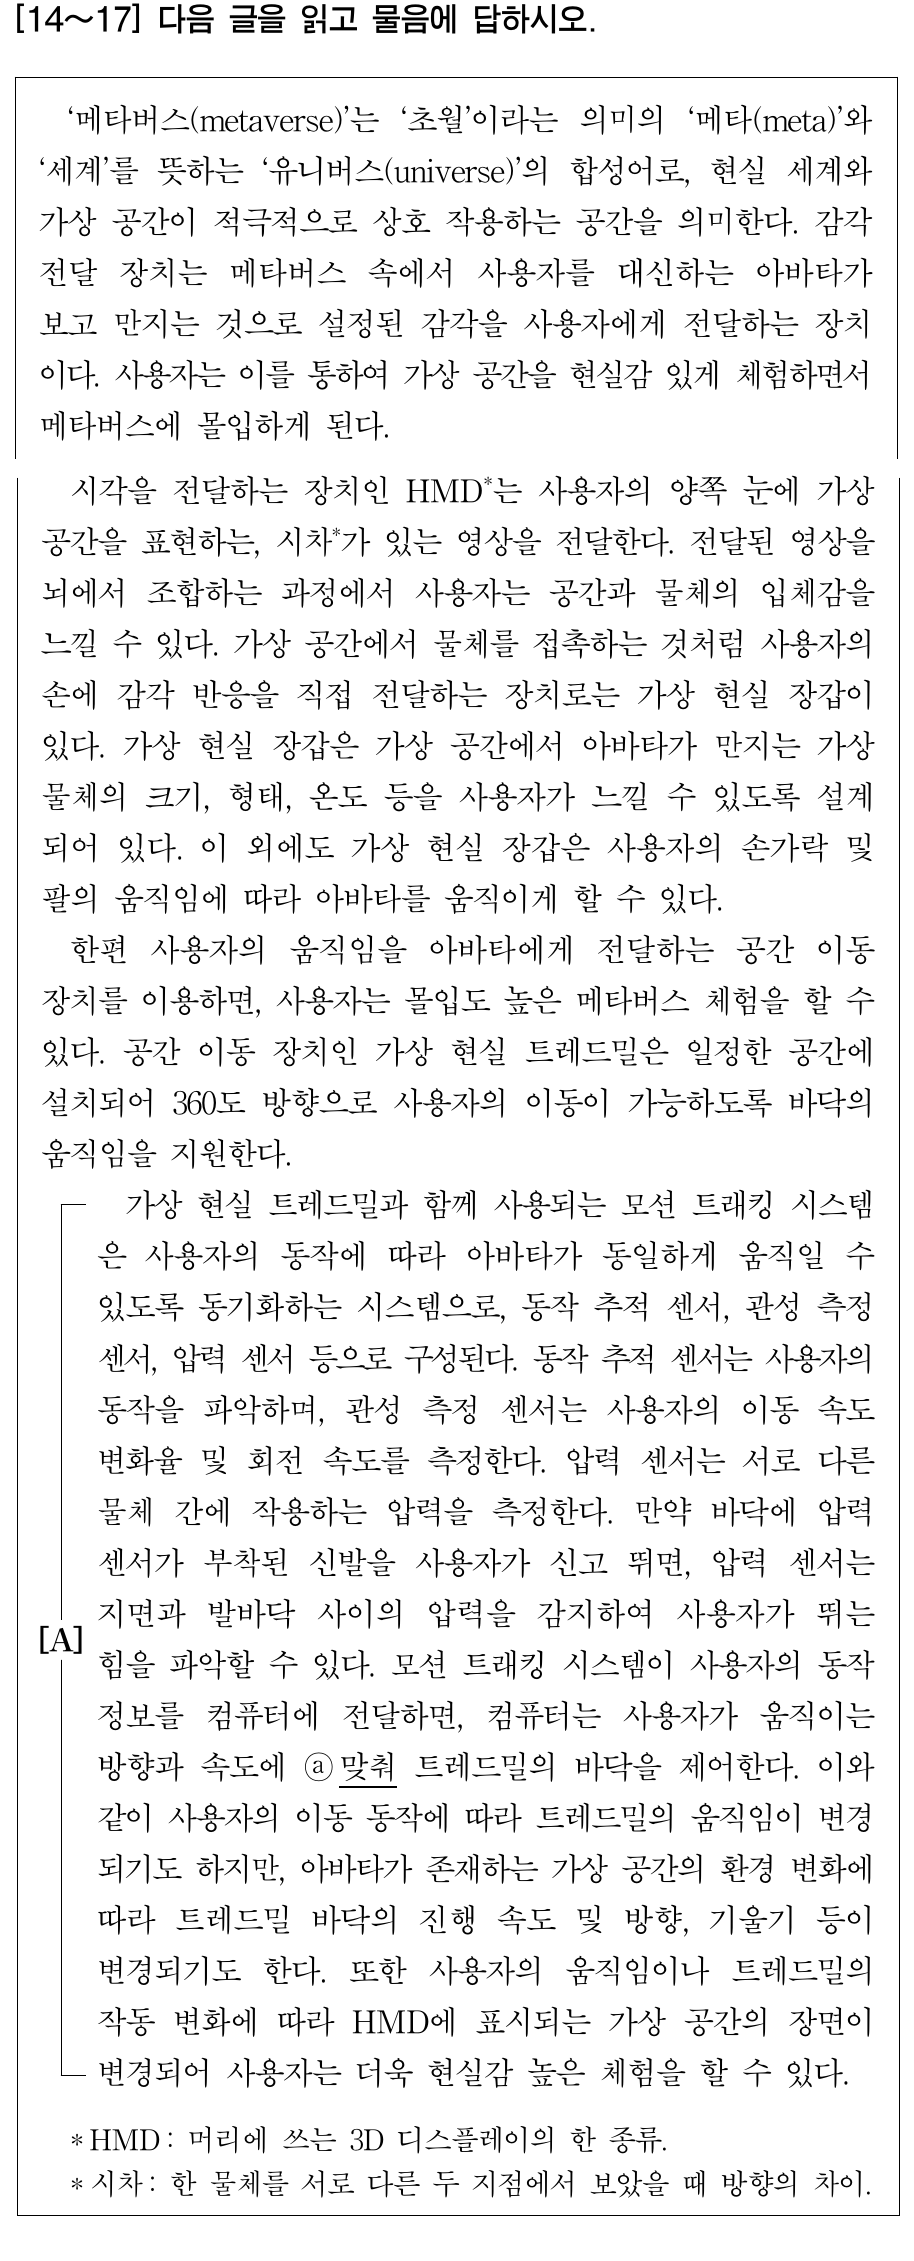 [14~17] 다음 글을 읽고 물음에 답하시오.
‘메타버스(metaverse)’는 ‘초월’이라는 의미의 ‘메타(meta)’와
‘세계’를 뜻하는 ‘유니버스(universe)’의 합성어로, 현실 세계와
가상 공간이 적극적으로 상호 작용하는 공간을 의미한다. 감각
전달 장치는 메타버스 속에서 사용자를 대신하는 아바타가
보고 만지는 것으로 설정된 감각을 사용자에게 전달하는 장치
이다. 사용자는 이를 통하여 가상 공간을 현실감 있게 체험하면서
메타버스에 몰입하게 된다.
시각을 전달하는 장치인 HMD*는 사용자의 양쪽 눈에 가상
공간을 표현하는, 시차*가 있는 영상을 전달한다. 전달된 영상을
뇌에서 조합하는 과정에서 사용자는 공간과 물체의 입체감을
느낄 수 있다. 가상 공간에서 물체를 접촉하는 것처럼 사용자의
손에 감각 반응을 직접 전달하는 장치로는 가상 현실 장갑이
있다. 가상 현실 장갑은 가상 공간에서 아바타가 만지는 가상
물체의 크기, 형태, 온도 등을 사용자가 느낄 수 있도록 설계
되어 있다. 이 외에도 가상 현실 장갑은 사용자의 손가락 및
팔의 움직임에 따라 아바타를 움직이게 할 수 있다.
한편 사용자의 움직임을 아바타에게 전달하는 공간 이동
장치를 이용하면, 사용자는 몰입도 높은 메타버스 체험을 할 수
있다. 공간 이동 장치인 가상 현실 트레드밀은 일정한 공간에
설치되어 360도 방향으로 사용자의 이동이 가능하도록 바닥의
움직임을 지원한다.
가상 현실 트레드밀과 함께 사용되는 모션 트래킹 시스템
은 사용자의 동작에 따라 아바타가 동일하게 움직일 수
있도록 동기화하는 시스템으로, 동작 추적 센서, 관성 측정
센서, 압력 센서 등으로 구성된다. 동작 추적 센서는 사용자의
동작을 파악하며, 관성 측정 센서는 사용자의 이동 속도
변화율 및 회전 속도를 측정한다. 압력 센서는 서로 다른
물체 간에 작용하는 압력을 측정한다. 만약 바닥에 압력
센서가 부착된 신발을 사용자가 신고 뛰면, 압력 센서는
지면과 발바닥 사이의 압력을 감지하여 사용자가 뛰는
[A]
힘을 파악할 수 있다. 모션 트래킹 시스템이 사용자의 동작
정보를 컴퓨터에 전달하면, 컴퓨터는 사용자가 움직이는
방향과 속도에 ⓐ맞춰 트레드밀의 바닥을 제어한다. 이와
같이 사용자의 이동 동작에 따라 트레드밀의 움직임이 변경
되기도 하지만, 아바타가 존재하는 가상 공간의 환경 변화에
따라 트레드밀 바닥의 진행 속도 및 방향, 기울기 등이
변경되기도 한다. 또한 사용자의 움직임이나 트레드밀의
작동 변화에 따라 HMD에 표시되는 가상 공간의 장면이
변경되어 사용자는 더욱 현실감 높은 체험을 할 수 있다.
* HMD : 머리에 쓰는 3D 디스플레이의 한 종류.
* 시차 : 한 물체를 서로 다른 두 지점에서 보았을 때 방향의 차이.